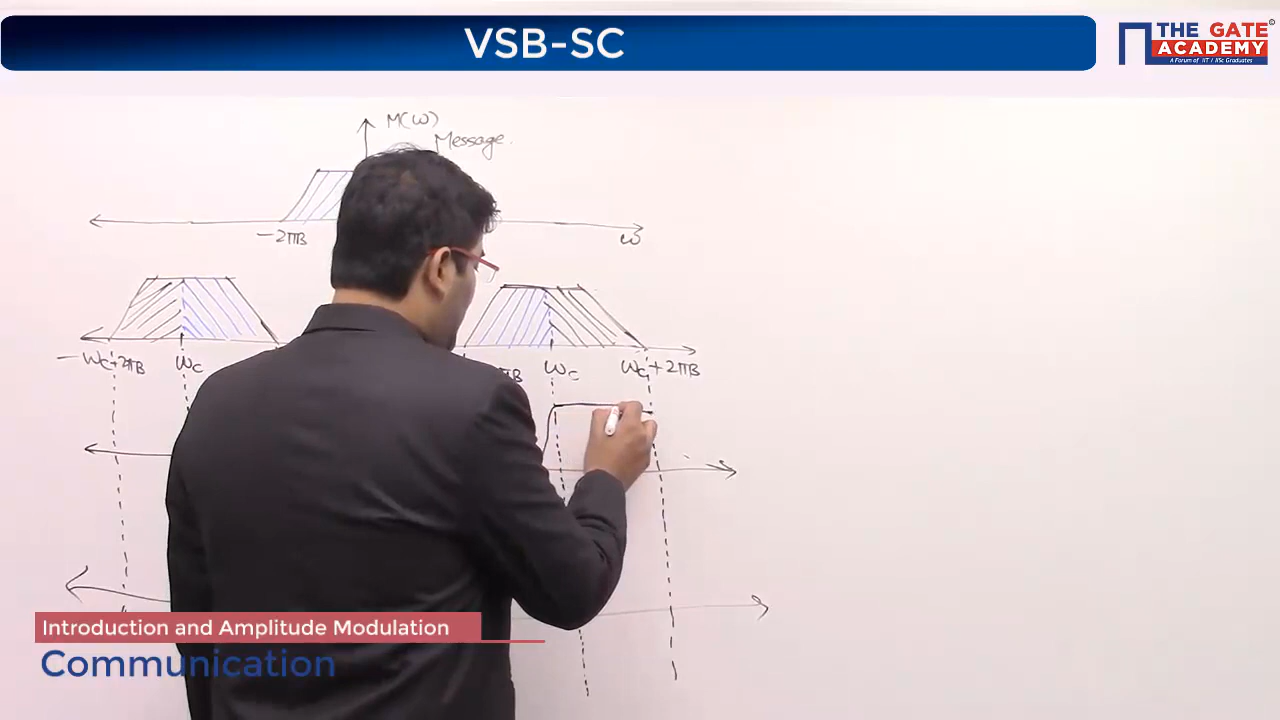 VSB-SC
THE GATE ©
ACADEMY
A Forum of IIT / IISc Graduates
M(ω)
Message.
-2πB
ω
-ωc+2πB
ωc
πB
ωc
ωc+2πB
Introduction and Amplitude Modulation
Communication